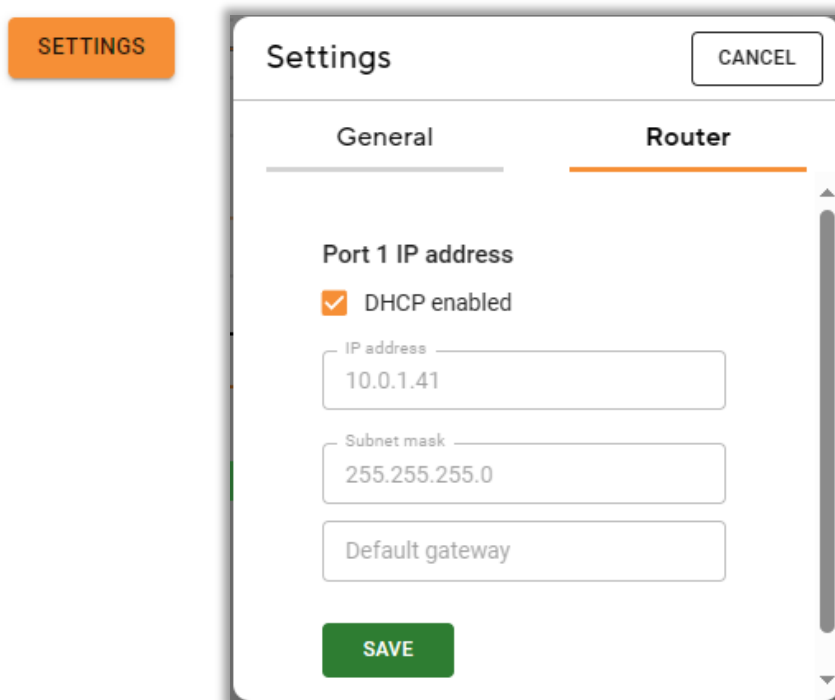 SETTINGS
Settings
CANCEL
General
Router
Port 1 IP address
DHCP enabled
IP address
10.0.1.41
Subnet mask
255.255.255.0
Default gateway
SAVE